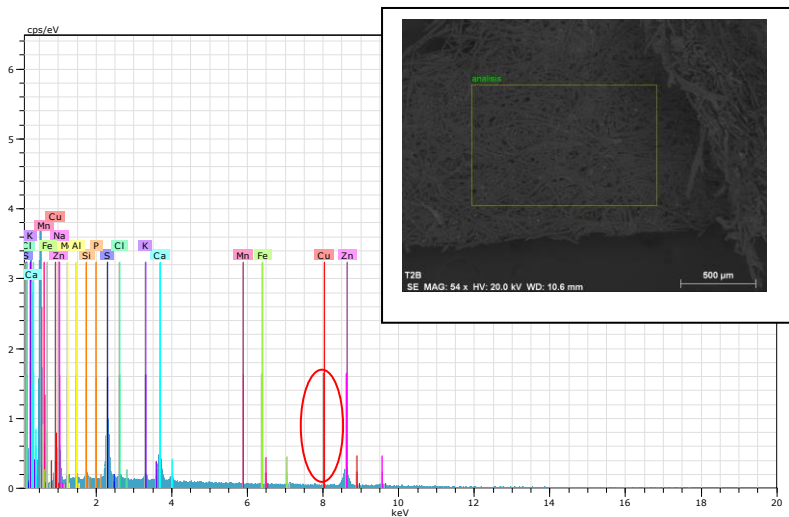 cps/eV
6
5
4
3
2
1
0
Cu
Mn
K Na
Cl Fe M Al P Cl K Mn Fe Cu Zn
S Zn Si S Ca
Ca
2 4 6 8 10 12 14 16 18 20
keV
analisis
T2B
SE MAG: 54 x HV: 20.0 kV WD: 10.6 mm
500 µm